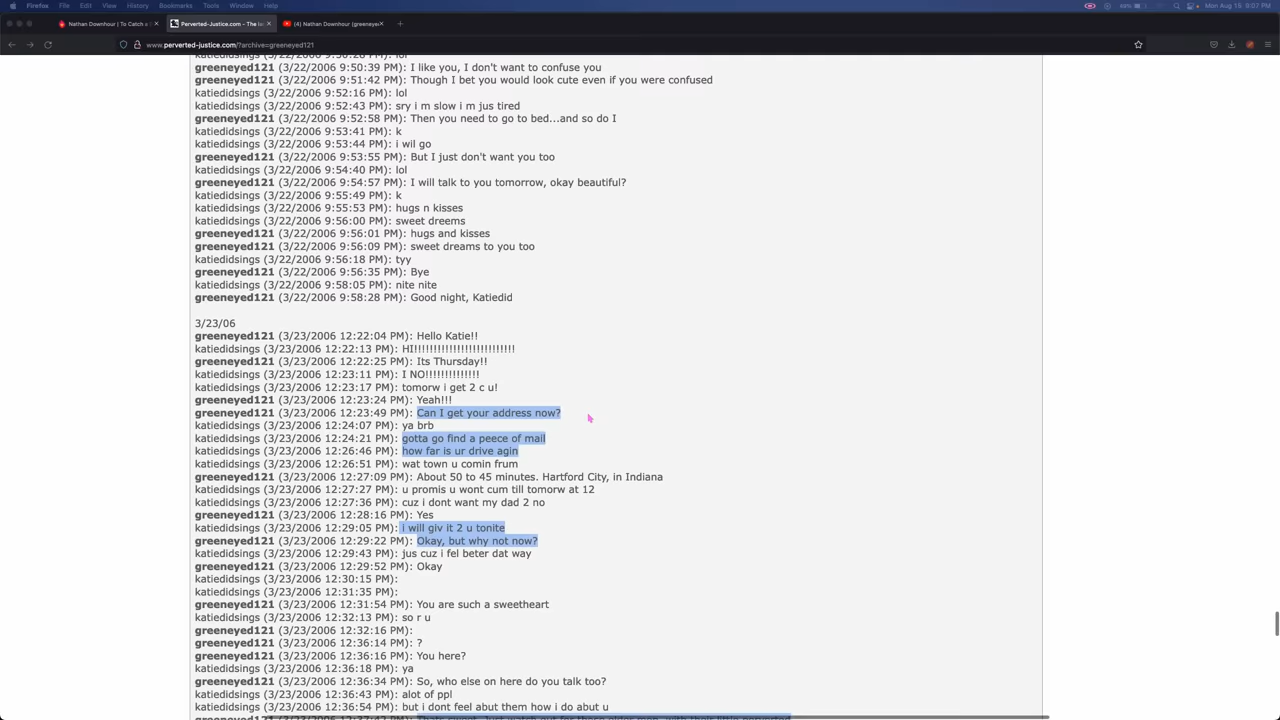 Firefox File Edit View History Bookmarks Tools Window Help Mon Aug 15 9:07 PM
Nathan Downhour | To Catch a Perverted-Justice.com - The le (4) Nathan Downhour (greeneye
www.perverted-justice.com/?archive=greeneyed121
greeneyed121 (3/22/2006 9:50:39 PM): I like you, I don't want to confuse you
greeneyed121 (3/22/2006 9:51:42 PM): Though I bet you would look cute even if you were confused
katiedidsings (3/22/2006 9:52:16 PM): lol
katiedidsings (3/22/2006 9:52:43 PM): sry i m slow i m jus tired
greeneyed121 (3/22/2006 9:52:58 PM): Then you need to go to bed...and so do I
katiedidsings (3/22/2006 9:53:41 PM): k
katiedidsings (3/22/2006 9:53:44 PM): i wil go
greeneyed121 (3/22/2006 9:53:55 PM): But I just don't want you too
katiedidsings (3/22/2006 9:54:40 PM): lol
greeneyed121 (3/22/2006 9:54:57 PM): I will talk to you tomorrow, okay beautiful?
katiedidsings (3/22/2006 9:55:49 PM): k
katiedidsings (3/22/2006 9:55:53 PM): hugs n kisses
katiedidsings (3/22/2006 9:56:00 PM): sweet dreems
greeneyed121 (3/22/2006 9:56:01 PM): hugs and kisses
greeneyed121 (3/22/2006 9:56:09 PM): sweet dreams to you too
katiedidsings (3/22/2006 9:56:18 PM): tyy
greeneyed121 (3/22/2006 9:56:35 PM): Bye
katiedidsings (3/22/2006 9:58:05 PM): nite nite
greeneyed121 (3/22/2006 9:58:28 PM): Good night, Katiedid
3/23/06
greeneyed121 (3/23/2006 12:22:04 PM): Hello Katie!!
katiedidsings (3/23/2006 12:22:13 PM): HI!!!!!!!!!!!!!!!!!!!!!!!!!!
greeneyed121 (3/23/2006 12:22:25 PM): Its Thursday!!
katiedidsings (3/23/2006 12:23:11 PM): I NO!!!!!!!!!!!!!!
katiedidsings (3/23/2006 12:23:17 PM): tomorw i get 2 c u!
greeneyed121 (3/23/2006 12:23:24 PM): Yeah!!!
greeneyed121 (3/23/2006 12:23:49 PM): Can I get your address now?
katiedidsings (3/23/2006 12:24:07 PM): ya brb
katiedidsings (3/23/2006 12:24:21 PM): gotta go find a peece of mail
katiedidsings (3/23/2006 12:26:46 PM): how far is ur drive agin
katiedidsings (3/23/2006 12:26:51 PM): wat town u comin frum
greeneyed121 (3/23/2006 12:27:09 PM): About 50 to 45 minutes. Hartford City, in Indiana
katiedidsings (3/23/2006 12:27:27 PM): u promis u wont cum till tomorw at 12
katiedidsings (3/23/2006 12:27:36 PM): cuz i dont want my dad 2 no
greeneyed121 (3/23/2006 12:28:16 PM): Yes
katiedidsings (3/23/2006 12:29:05 PM): i will giv it 2 u tonite
greeneyed121 (3/23/2006 12:29:22 PM): Okay, but why not now?
katiedidsings (3/23/2006 12:29:43 PM): jus cuz i fel beter dat way
greeneyed121 (3/23/2006 12:29:52 PM): Okay
katiedidsings (3/23/2006 12:30:15 PM):
katiedidsings (3/23/2006 12:31:35 PM):
greeneyed121 (3/23/2006 12:31:54 PM): You are such a sweetheart
katiedidsings (3/23/2006 12:32:13 PM): so r u
greeneyed121 (3/23/2006 12:32:16 PM):
greeneyed121 (3/23/2006 12:36:14 PM): ?
greeneyed121 (3/23/2006 12:36:16 PM): You here?
katiedidsings (3/23/2006 12:36:18 PM): ya
greeneyed121 (3/23/2006 12:36:34 PM): So, who else on here do you talk too?
katiedidsings (3/23/2006 12:36:43 PM): alot of ppl
katiedidsings (3/23/2006 12:36:54 PM): but i dont feel abut them how i do abut u